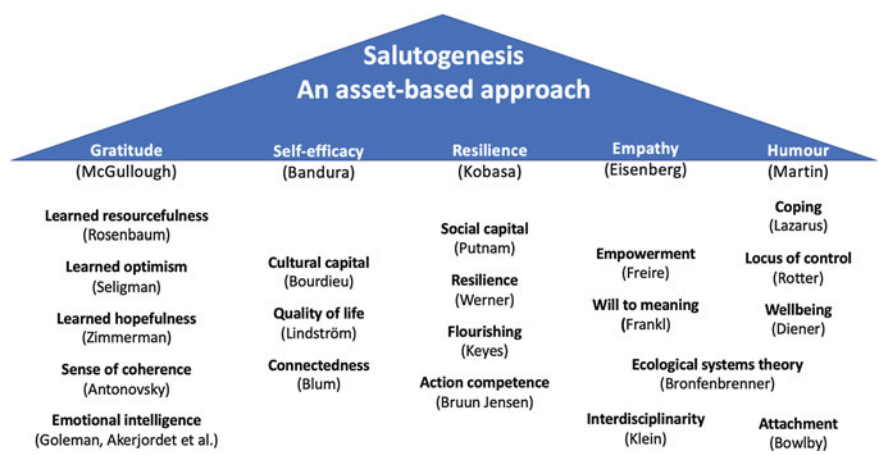 Salutogenesis
An asset-based approach
Gratitude
(McGullough)
Self-efficacy
(Bandura)
Resilience
(Kobasa)
Empathy
(Eisenberg)
Humour
(Martin)
Learned resourcefulness
(Rosenbaum)
Learned optimism
(Seligman)
Learned hopefulness
(Zimmerman)
Sense of coherence
(Antonovsky)
Emotional intelligence
(Goleman, Akerjordet et al.)
Cultural capital
(Bourdieu)
Quality of life
(Lindström)
Connectedness
(Blum)
Social capital
(Putnam)
Resilience
(Werner)
Flourishing
(Keyes)
Action competence
(Bruun Jensen)
Empowerment
(Freire)
Will to meaning
(Frankl)
Coping
(Lazarus)
Locus of control
(Rotter)
Wellbeing
(Diener)
Ecological systems theory
(Bronfenbrenner)
Interdisciplinarity
(Klein)
Attachment
(Bowlby)